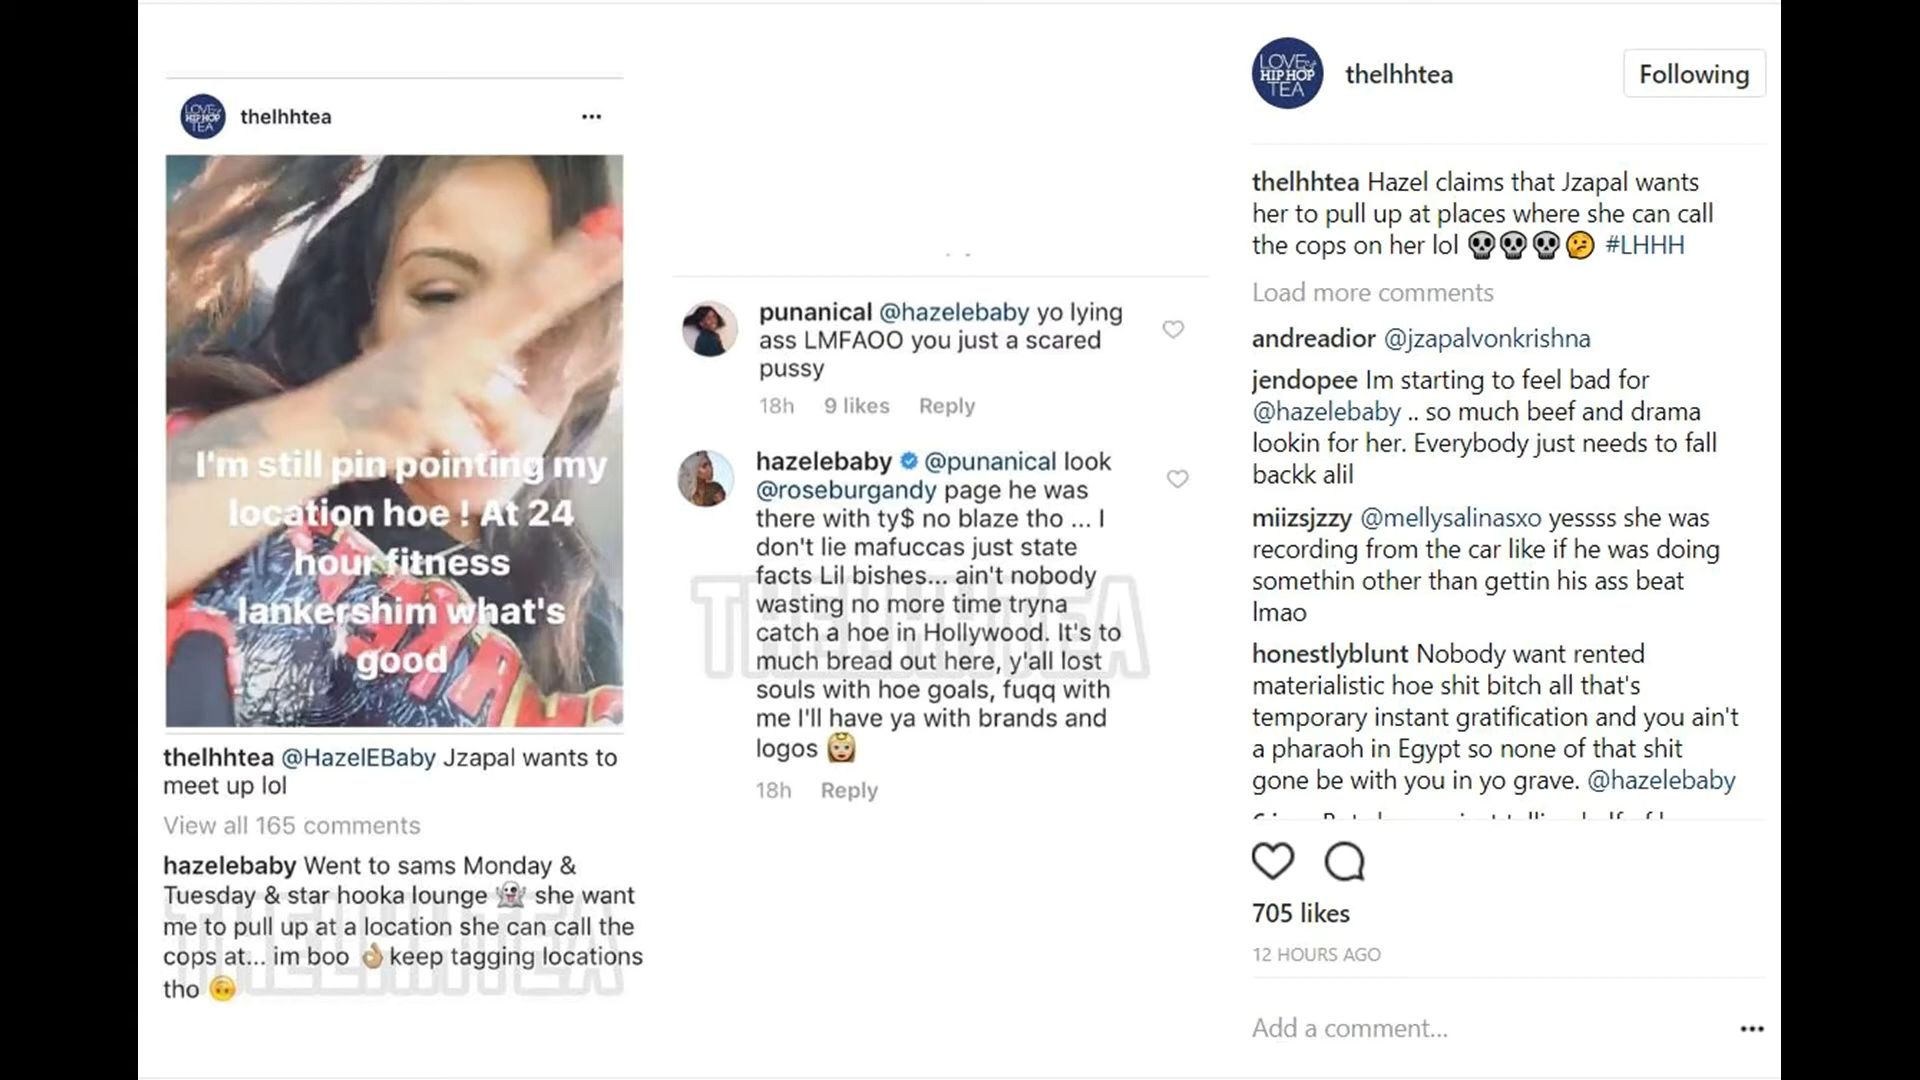 LOVE & HIP HOP TEA
thelhhtea
I'm still pin pointing my
location hoe ! At 24
hour fitness
lankershim what's
good
thelhhtea @HazelEBaby Jzapal wants to
meet up lol
View all 165 comments
hazelebaby Went to sams Monday &
Tuesday & star hooka lounge 👻 she want
me to pull up at a location she can call the
cops at... im boo 👌🏼 keep tagging locations
tho 🙃
THELHHTEA
punanical @hazelebaby yo lying
ass LMFAOO you just a scared
pussy
18h 9 likes Reply
hazelebaby @punanical look
@roseburgandy page he was
there with ty$ no blaze tho ... I
don't lie mafuccas just state
facts Lil bishes... ain't nobody
wasting no more time tryna
catch a hoe in Hollywood. It's to
much bread out here, y'all lost
souls with hoe goals, fuqq with
me I'll have ya with brands and
logos 👸🏼
18h Reply
THELHHTEA
LOVE & HIP HOP TEA
thelhhtea
Following
thelhhtea Hazel claims that Jzapal wants
her to pull up at places where she can call
the cops on her lol 💀💀💀🤔 #LHHH
Load more comments
andreadior @jzapalvonkrishna
jendopee Im starting to feel bad for
@hazelebaby .. so much beef and drama
lookin for her. Everybody just needs to fall
backk alil
miizsjzzy @mellysalinasxo yessss she was
recording from the car like if he was doing
somethin other than gettin his ass beat
lmao
honestlyblunt Nobody want rented
materialistic hoe shit bitch all that's
temporary instant gratification and you ain't
a pharaoh in Egypt so none of that shit
gone be with you in yo grave. @hazelebaby
705 likes
12 HOURS AGO
Add a comment...